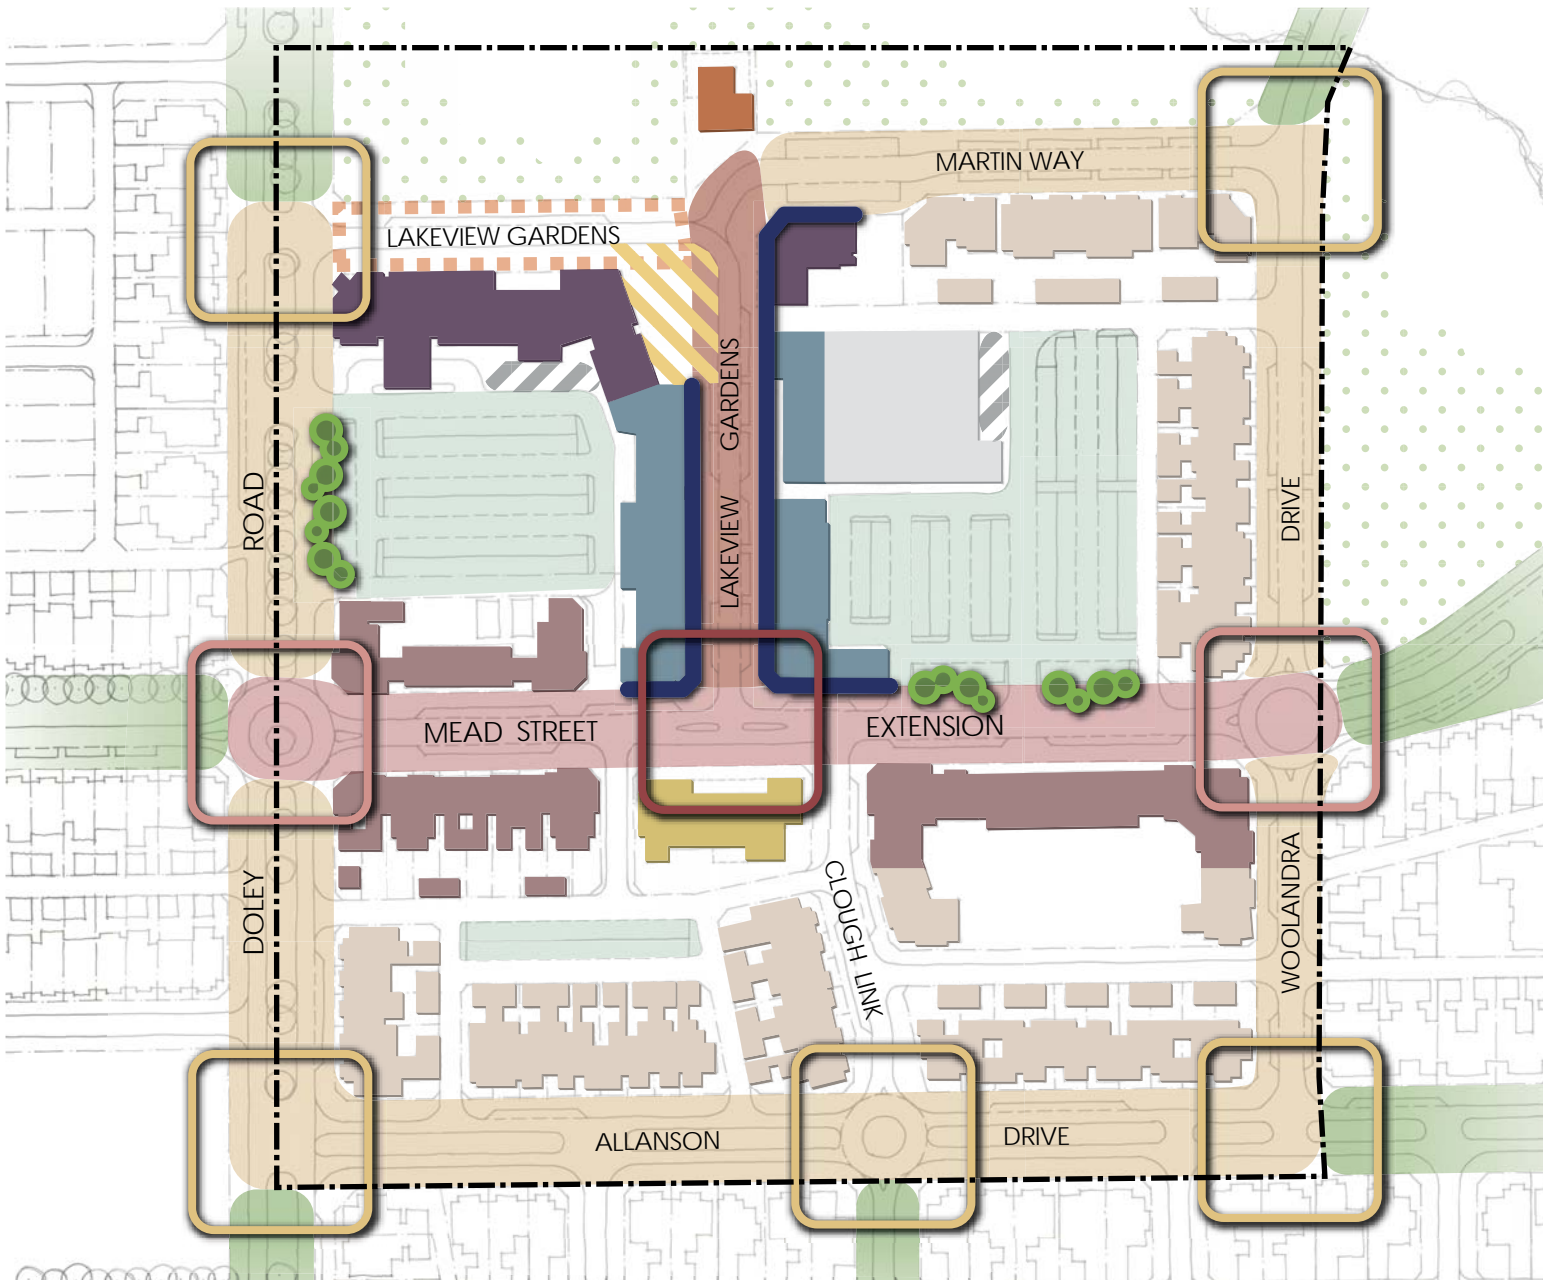 MARTIN WAY
LAKEVIEW GARDENS
LAKEVIEW GARDENS
DOLEY ROAD
WOOLANDRA DRIVE
MEAD STREET EXTENSION
CLOUGH LINK
ALLANSON DRIVE